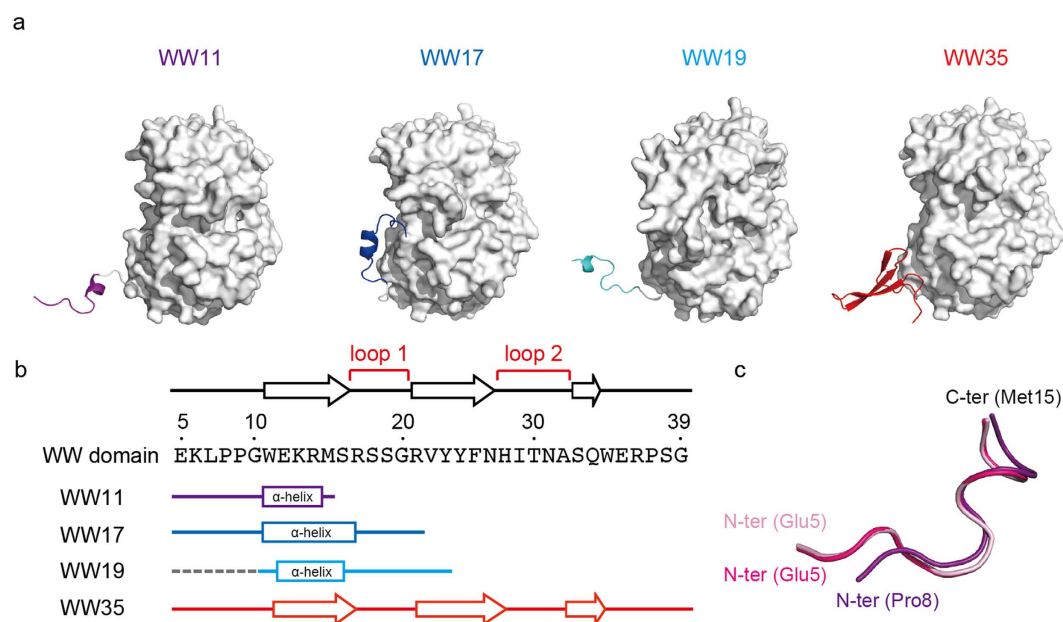 a
WW11 WW17 WW19 WW35
b
loop 1 loop 2
5 10 20 30 39
WW domain EKLPPGWEKRMSRSSGRVYYFNHITNASQWERPSG
WW11 α-helix
WW17 α-helix
WW19 α-helix
WW35
c
C-ter (Met15)
N-ter (Glu5)
N-ter (Glu5)
N-ter (Pro8)